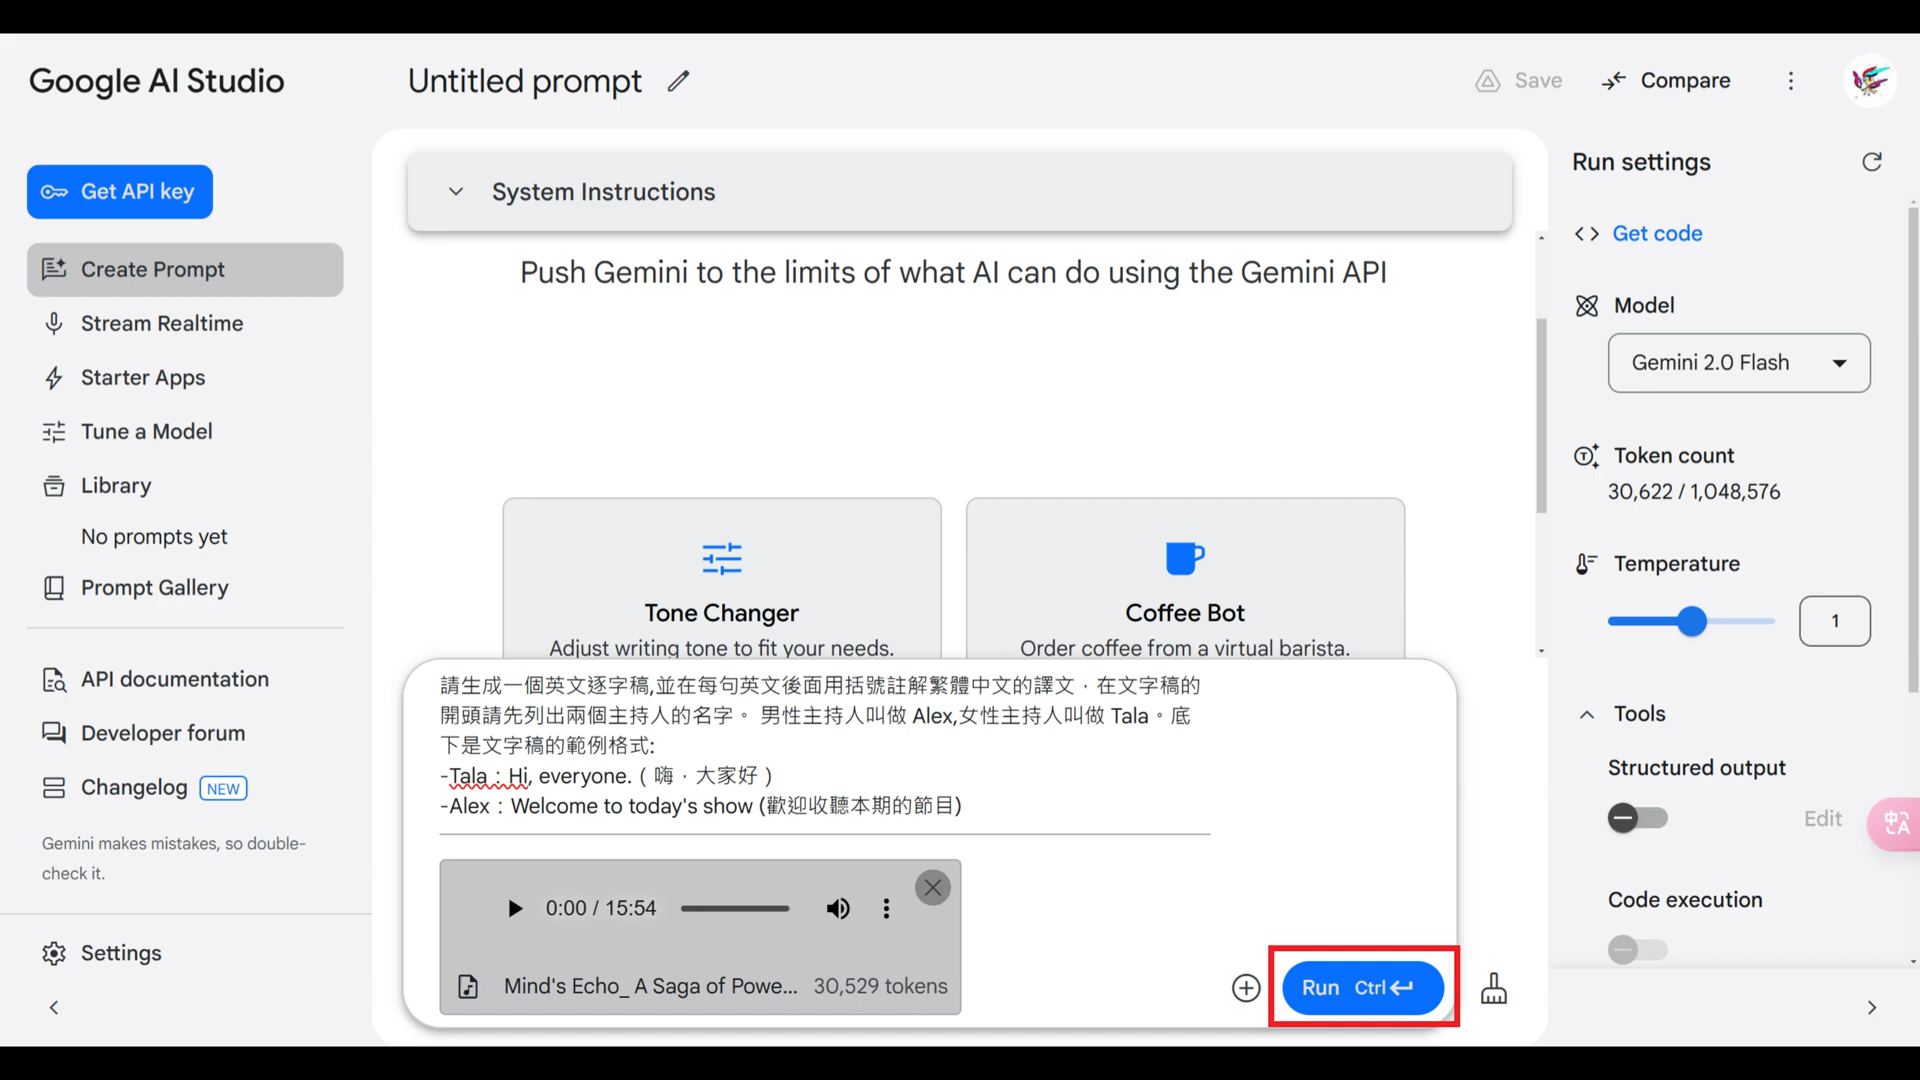 Google AI Studio
Untitled prompt
Save
Compare
Get API key
Create Prompt
Stream Realtime
Starter Apps
Tune a Model
Library
No prompts yet
Prompt Gallery
API documentation
Developer forum
Changelog NEW
Gemini makes mistakes, so double-
check it.
Settings
System Instructions
Push Gemini to the limits of what AI can do using the Gemini API
Tone Changer
Adjust writing tone to fit your needs.
Coffee Bot
Order coffee from a virtual barista.
請生成一個英文逐字稿,並在每句英文後面用括號註解繁體中文的譯文，在文字稿的
開頭請先列出兩個主持人的名字。 男性主持人叫做 Alex,女性主持人叫做 Tala。底
下是文字稿的範例格式:
-Tala：Hi, everyone.（嗨，大家好）
-Alex：Welcome to today's show (歡迎收聽本期的節目)
0:00 / 15:54
Mind's Echo_ A Saga of Powe... 30,529 tokens
Run Ctrl
Run settings
Get code
Model
Gemini 2.0 Flash
Token count
30,622 / 1,048,576
Temperature
1
Tools
Structured output
Edit
Code execution
中A